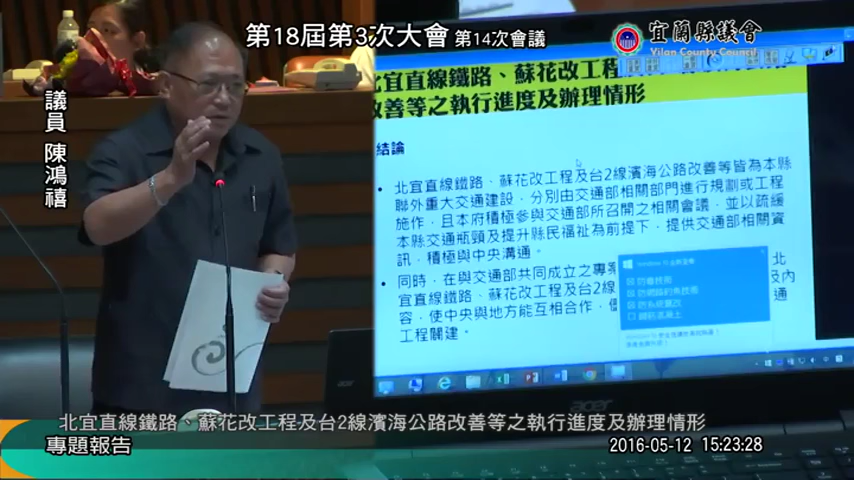 第18屆第3次大會 第14次會議
宜蘭縣議會
Yilan County Council
議員 陳鴻禧
北宜直線鐵路、蘇花改工程
改善等之執行進度及辦理情形
結論
• 北宜直線鐵路、蘇花改工程及台2線濱海公路改善等皆為本縣
聯外重大交通建設，分別由交通部相關部門進行規劃或工程
施作，且本府積極參與交通部所召開之相關會議，並以疏緩
本縣交通瓶頸及提升縣民福祉為前提下，提供交通部相關資
訊，積極與中央溝通。
• 同時，在與交通部共同成立之專案 北
宜直線鐵路、蘇花改工程及台2線 及內
容，使中央與地方能互相合作， 通
工程關建。
acer
北宜直線鐵路、蘇花改工程及台2線濱海公路改善等之執行進度及辦理情形
專題報告
2016-05-12 15:23:28